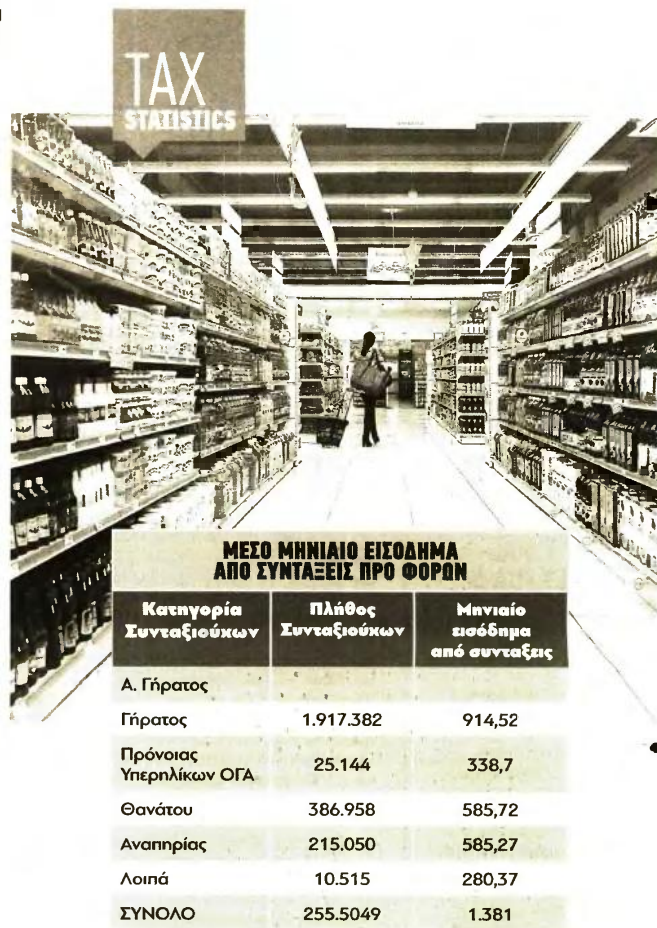 TAX
STATISTICS
ΜΕΣΟ ΜΗΝΙΑΙΟ ΕΙΣΟΔΗΜΑ
ΑΠΟ ΣΥΝΤΑΞΕΙΣ ΠΡΟ ΦΟΡΩΝ
Κατηγορία Συνταξιούχων Πλήθος Συνταξιούχων Μηνιαίο εισόδημα από συνταξεις
Α. Γήρατος
Γήρατος 1.917.382 914,52
Πρόνοιας
Υπερηλίκων ΟΓΑ 25.144 338,7
Θανάτου 386.958 585,72
Αναπηρίας 215.050 585,27
Λοιπά 10.515 280,37
ΣΥΝΟΛΟ 255.5049 1.381